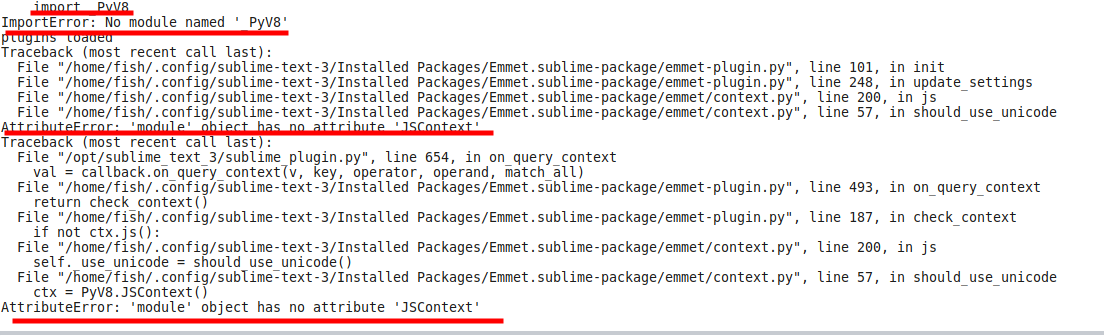 import _PyV8
ImportError: No module named '_PyV8'
plugins loaded
Traceback (most recent call last):
File "/home/fish/.config/sublime-text-3/Installed Packages/Emmet.sublime-package/emmet-plugin.py", line 101, in init
File "/home/fish/.config/sublime-text-3/Installed Packages/Emmet.sublime-package/emmet-plugin.py", line 248, in update_settings
File "/home/fish/.config/sublime-text-3/Installed Packages/Emmet.sublime-package/emmet/context.py", line 200, in js
File "/home/fish/.config/sublime-text-3/Installed Packages/Emmet.sublime-package/emmet/context.py", line 57, in should_use_unicode
AttributeError: 'module' object has no attribute 'JSContext'
Traceback (most recent call last):
File "/opt/sublime_text_3/sublime_plugin.py", line 654, in on_query_context
val = callback.on_query_context(v, key, operator, operand, match_all)
File "/home/fish/.config/sublime-text-3/Installed Packages/Emmet.sublime-package/emmet-plugin.py", line 493, in on_query_context
return check_context()
File "/home/fish/.config/sublime-text-3/Installed Packages/Emmet.sublime-package/emmet-plugin.py", line 187, in check_context
if not ctx.js():
File "/home/fish/.config/sublime-text-3/Installed Packages/Emmet.sublime-package/emmet/context.py", line 200, in js
self._use_unicode = should_use_unicode()
File "/home/fish/.config/sublime-text-3/Installed Packages/Emmet.sublime-package/emmet/context.py", line 57, in should_use_unicode
ctx = PyV8.JSContext()
AttributeError: 'module' object has no attribute 'JSContext'